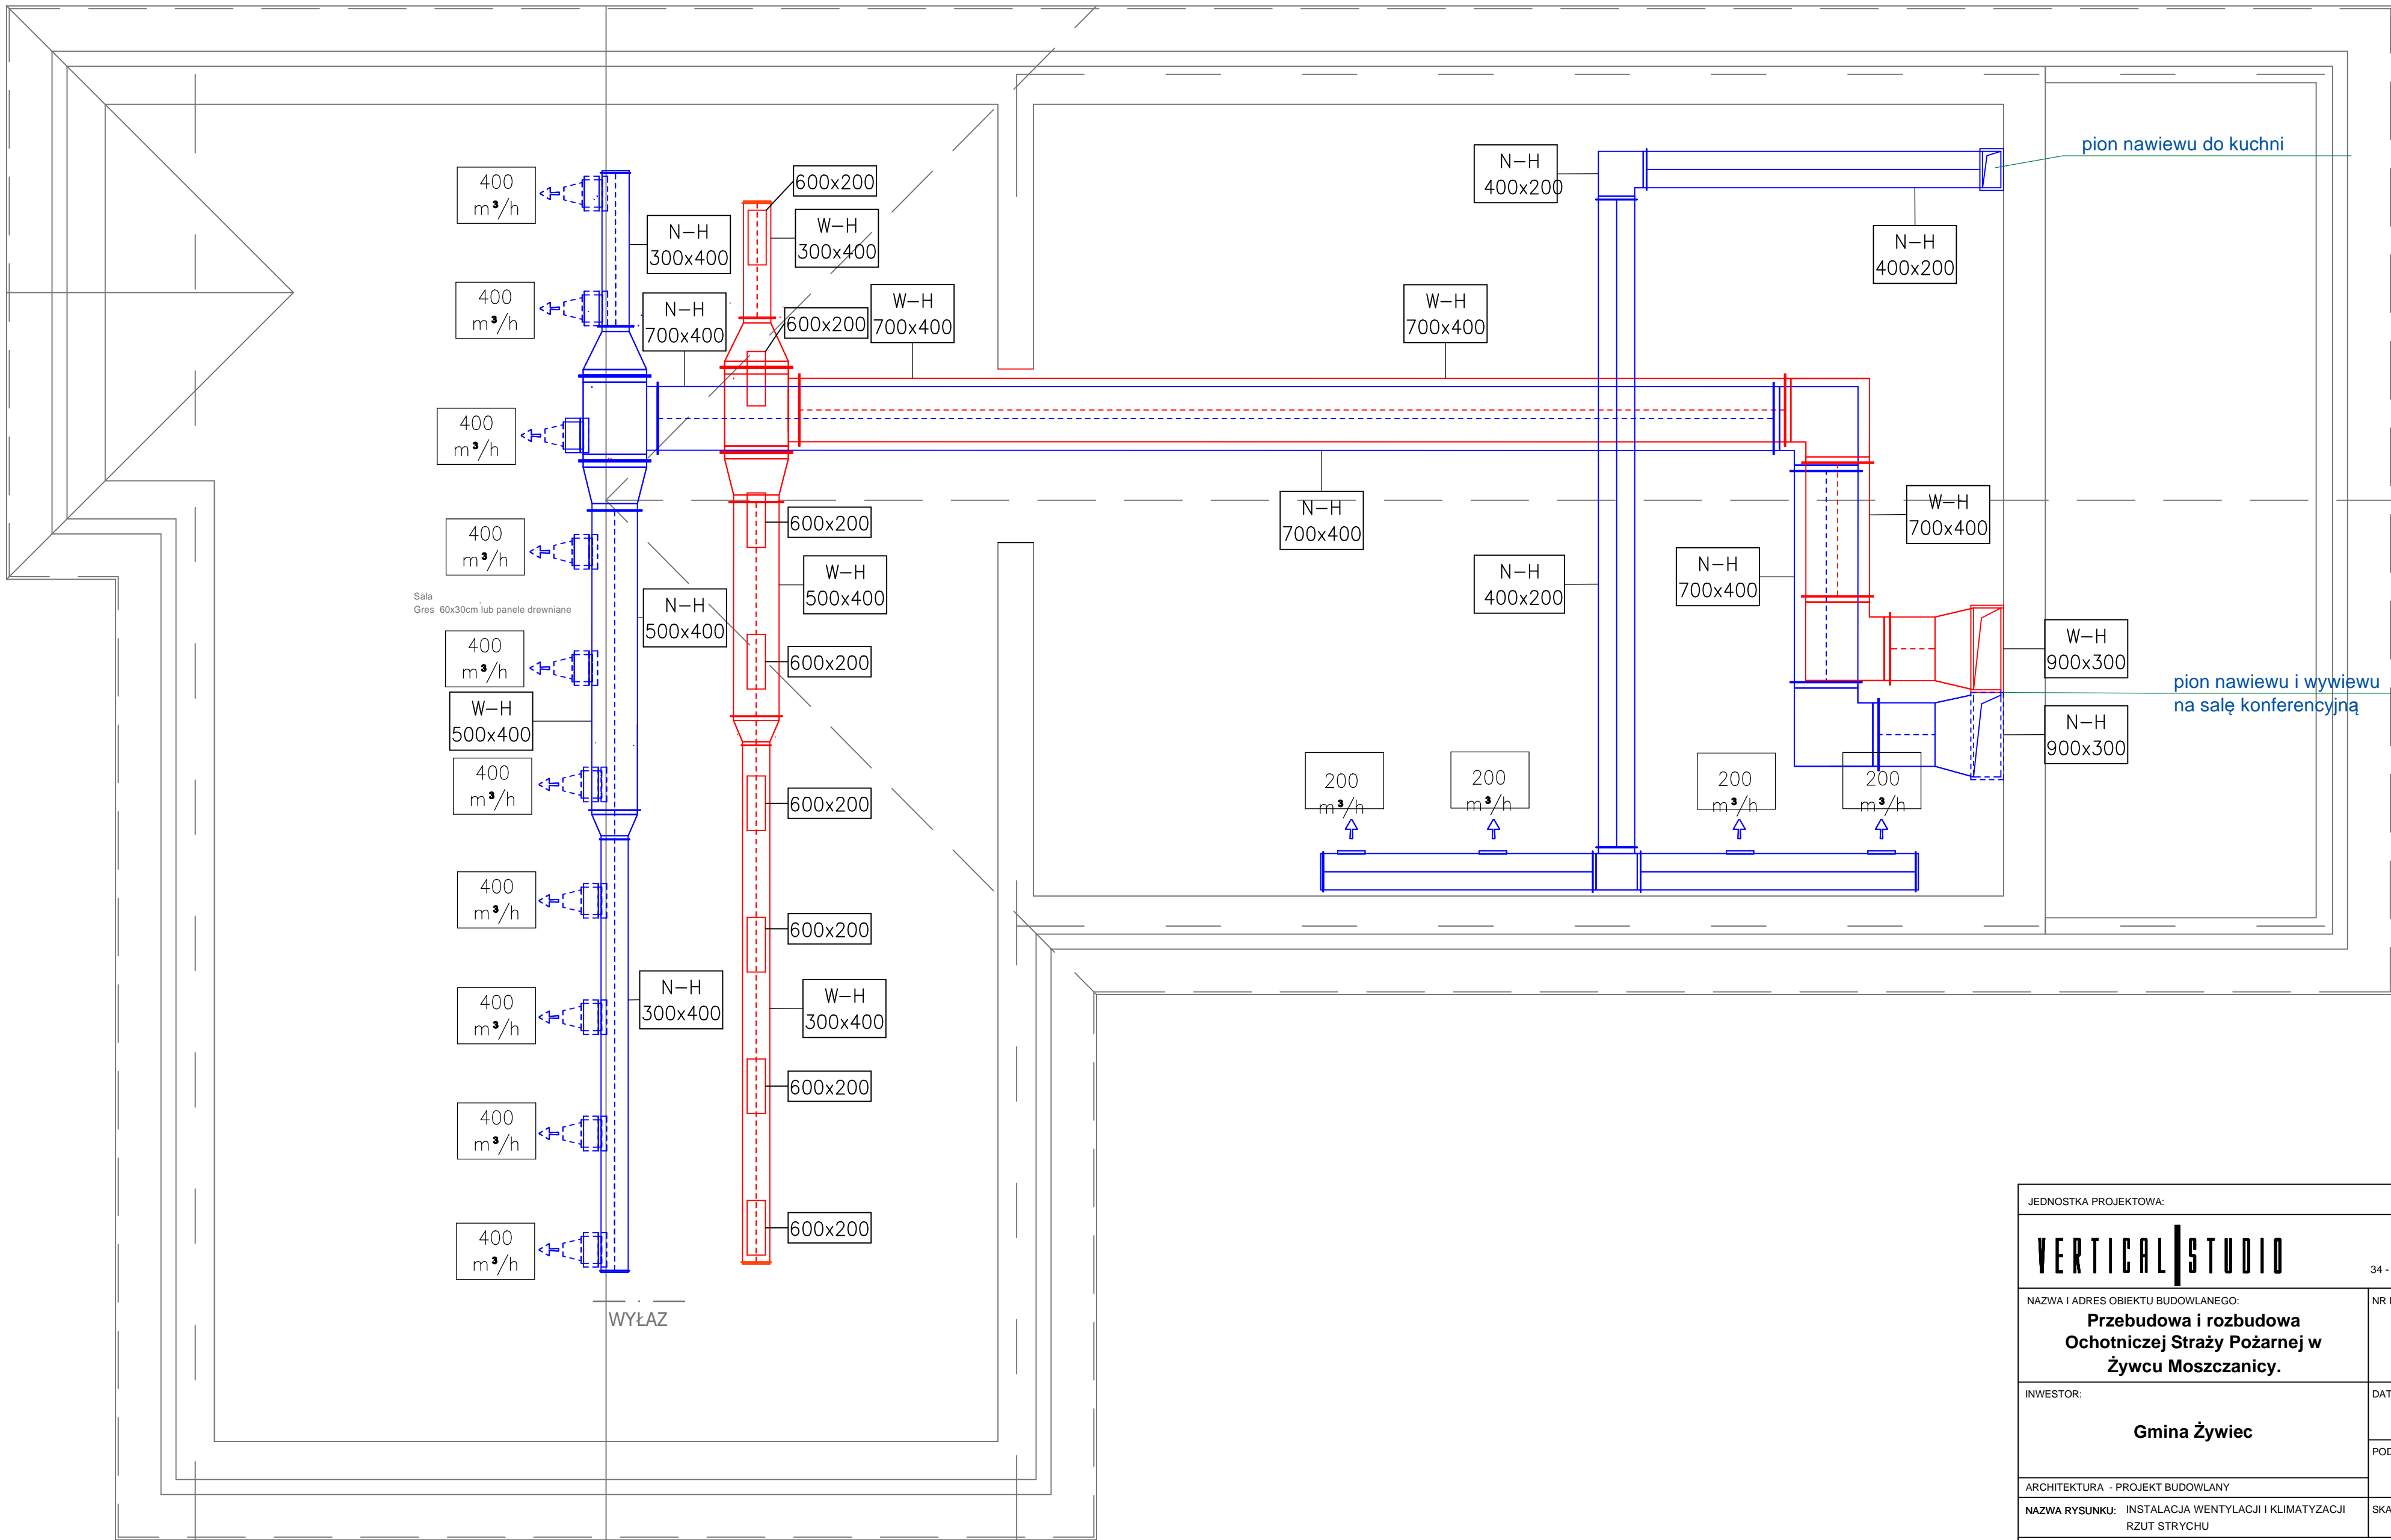 pion nawiewu do kuchni
N-H
400x200
400
m³/h
600x200
N-H
300x400
W-H
300x400
N-H
400x200
400
m³/h
N-H
700x400
600x200
W-H
700x400
W-H
700x400
400
m³/h
400
m³/h
600x200
N-H
700x400
W-H
700x400
Sala
Gres 60x30cm lub panele drewniane
N-H
500x400
W-H
500x400
N-H
400x200
N-H
700x400
400
m³/h
600x200
W-H
900x300
W-H
500x400
pion nawiewu i wywiewu
na salę konferencyjną
N-H
900x300
400
m³/h
600x200
200
m³/h
200
m³/h
200
m³/h
200
m³/h
400
m³/h
600x200
400
m³/h
N-H
300x400
W-H
300x400
400
m³/h
600x200
400
m³/h
600x200
WYŁAZ
JEDNOSTKA PROJEKTOWA:
VERTICAL STUDIO
34 -
NAZWA I ADRES OBIEKTU BUDOWLANEGO:
NR
Przebudowa i rozbudowa
Ochotniczej Straży Pożarnej w
Żywcu Moszczanicy.
INWESTOR:
DAT
Gmina Żywiec
POD
ARCHITEKTURA - PROJEKT BUDOWLANY
NAZWA RYSUNKU: INSTALACJA WENTYLACJI I KLIMATYZACJI
SKA
RZUT STRYCHU